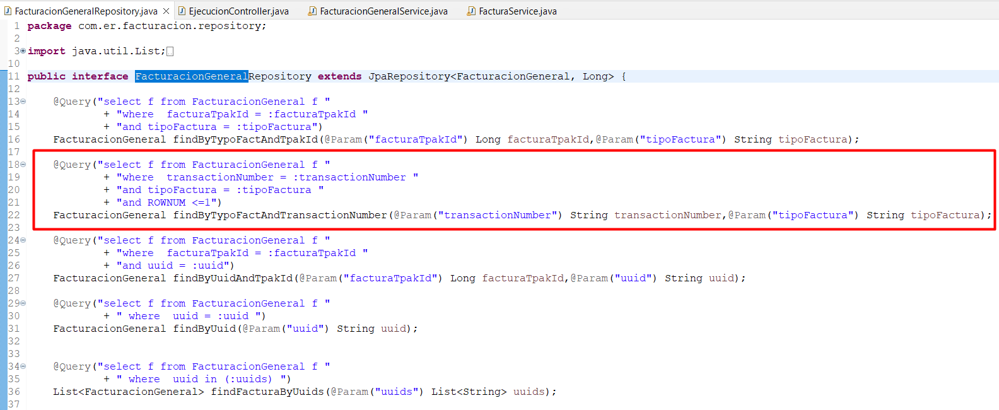 FacturacionGeneralRepository.java EjecucionController.java FacturacionGeneralService.java FacturaService.java
1 package com.er.facturacion.repository;
2
3 import java.util.List;
10
11 public interface FacturacionGeneralRepository extends JpaRepository<FacturacionGeneral, Long> {
12
13 @Query("select f from FacturacionGeneral f "
14 + "where  facturaTpakId = :facturaTpakId "
15 + "and tipoFactura = :tipoFactura")
16 FacturacionGeneral findByTypoFactAndTpakId(@Param("facturaTpakId") Long facturaTpakId,@Param("tipoFactura") String tipoFactura);
17
18 @Query("select f from FacturacionGeneral f "
19 + "where  transactionNumber = :transactionNumber "
20 + "and tipoFactura = :tipoFactura "
21 + "and ROWNUM <=1")
22 FacturacionGeneral findByTypoFactAndTransactionNumber(@Param("transactionNumber") String transactionNumber,@Param("tipoFactura") String tipoFactura);
23
24 @Query("select f from FacturacionGeneral f "
25 + "where  facturaTpakId = :facturaTpakId "
26 + "and uuid = :uuid")
27 FacturacionGeneral findByUuidAndTpakId(@Param("facturaTpakId") Long facturaTpakId,@Param("uuid") String uuid);
28
29 @Query("select f from FacturacionGeneral f "
30 + " where  uuid = :uuid ")
31 FacturacionGeneral findByUuid(@Param("uuid") String uuid);
32
33
34 @Query("select f from FacturacionGeneral f "
35 + " where  uuid in (:uuids) ")
36 List<FacturacionGeneral> findFacturaByUuids(@Param("uuids") List<String> uuids);
37